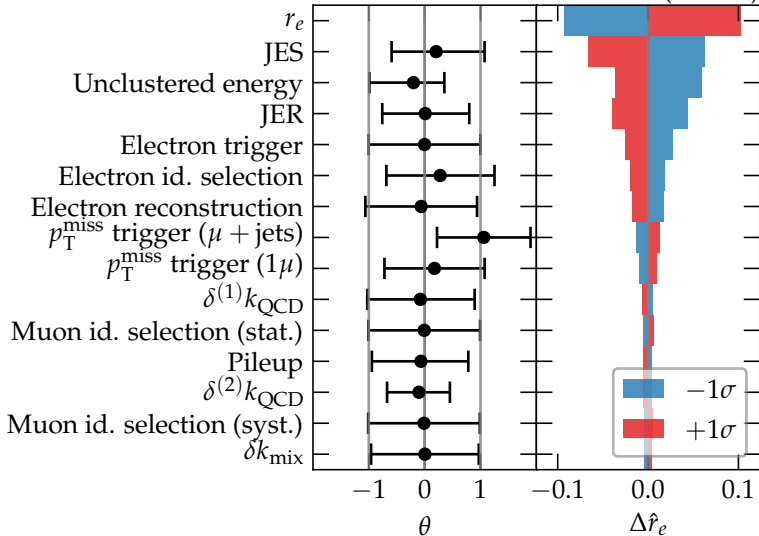 r_e
JES
Unclustered energy
JER
Electron trigger
Electron id. selection
Electron reconstruction
p_T^miss trigger (μ + jets)
p_T^miss trigger (1μ)
δ^(1)k_QCD
Muon id. selection (stat.)
Pileup
δ^(2)k_QCD
Muon id. selection (syst.)
δk_mix
−1σ
+1σ
−1 0 1 −0.1 0.0 0.1
θ Δr̂_e